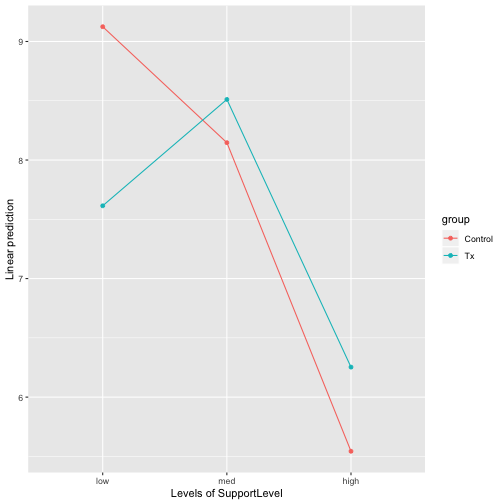 9
8
7
6
Linear prediction
low med high
Levels of SupportLevel
group
Control
Tx